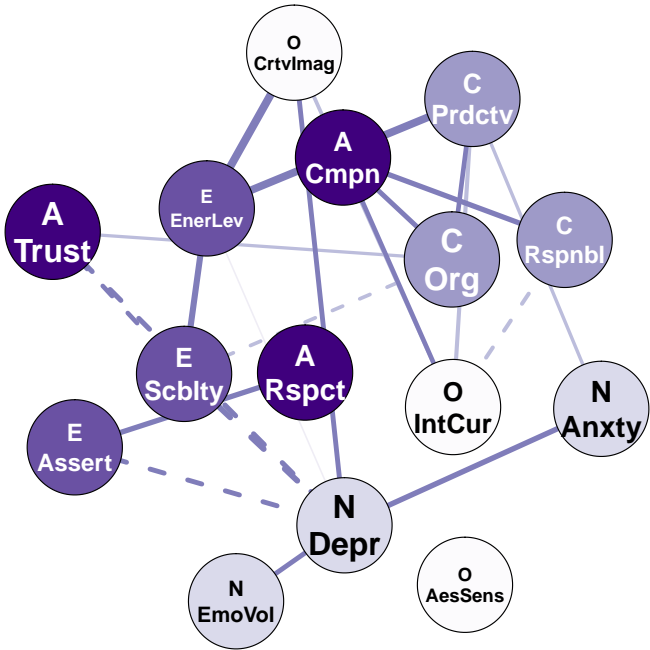 O
CrtvImag
C
Prdctv
A
Cmpn
E
EnerLev
A
Trust
C
Org
C
Rspnbl
E
Scblty
A
Rspct
O
IntCur
N
Anxty
E
Assert
N
Depr
N
EmoVol
O
AesSens